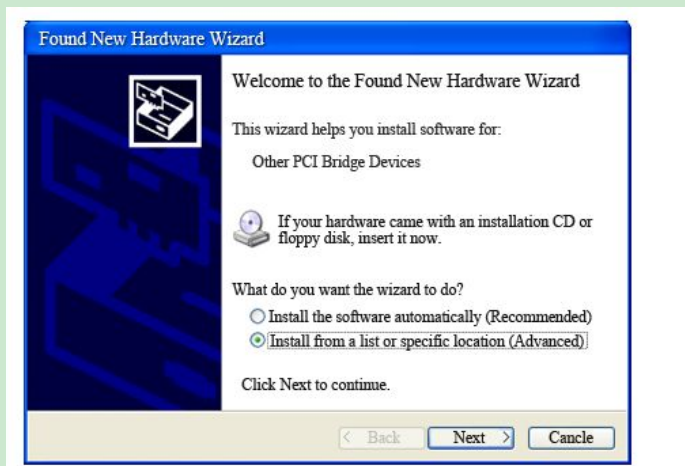 Found New Hardware Wizard
Welcome to the Found New Hardware Wizard
This wizard helps you install software for:
Other PCI Bridge Devices
If your hardware came with an installation CD or
floppy disk, insert it now.
What do you want the wizard to do?
Install the software automatically (Recommended)
Install from a list or specific location (Advanced)
Click Next to continue.
< Back Next > Cancle